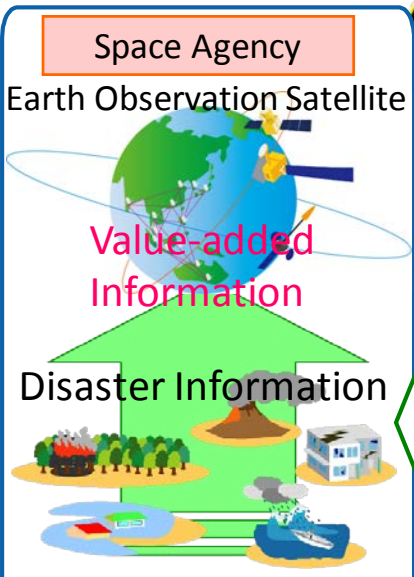 Space Agency
Earth Observation Satellite
Value-added
Information
Disaster Information